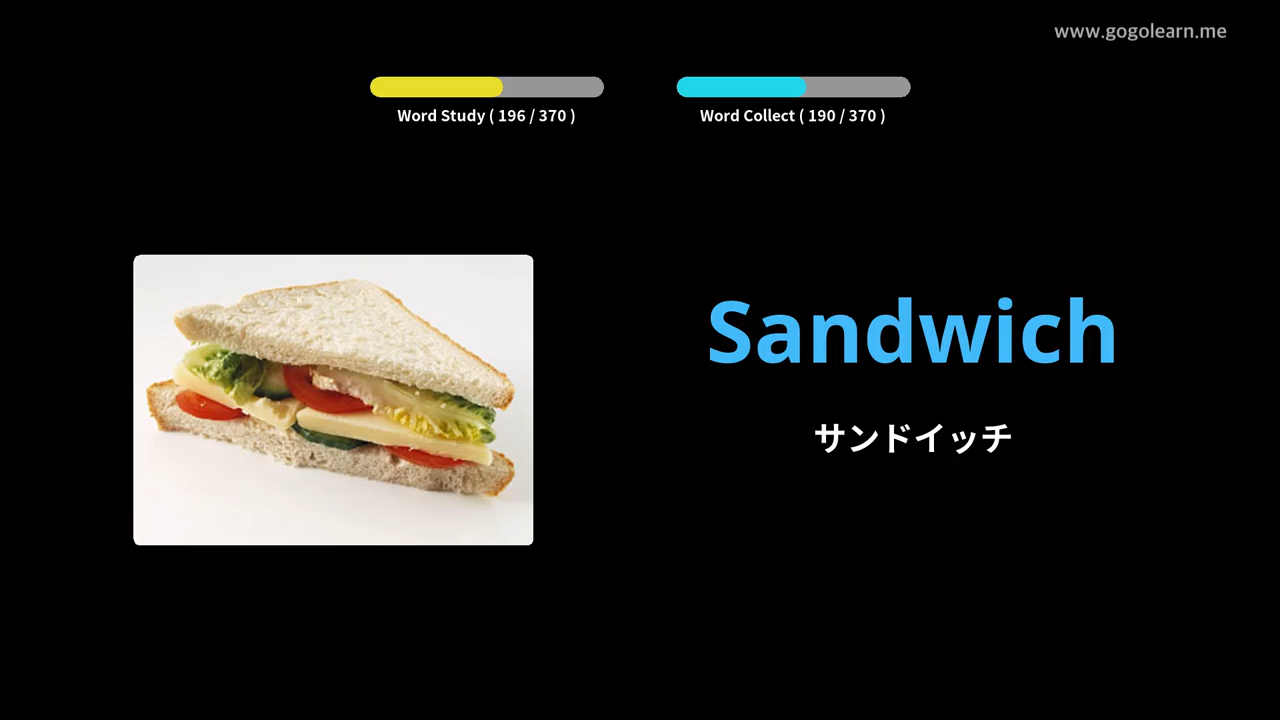 www.gogolearn.me
Word Study ( 196 / 370 )
Word Collect ( 190 / 370 )
Sandwich
サンドイッチ